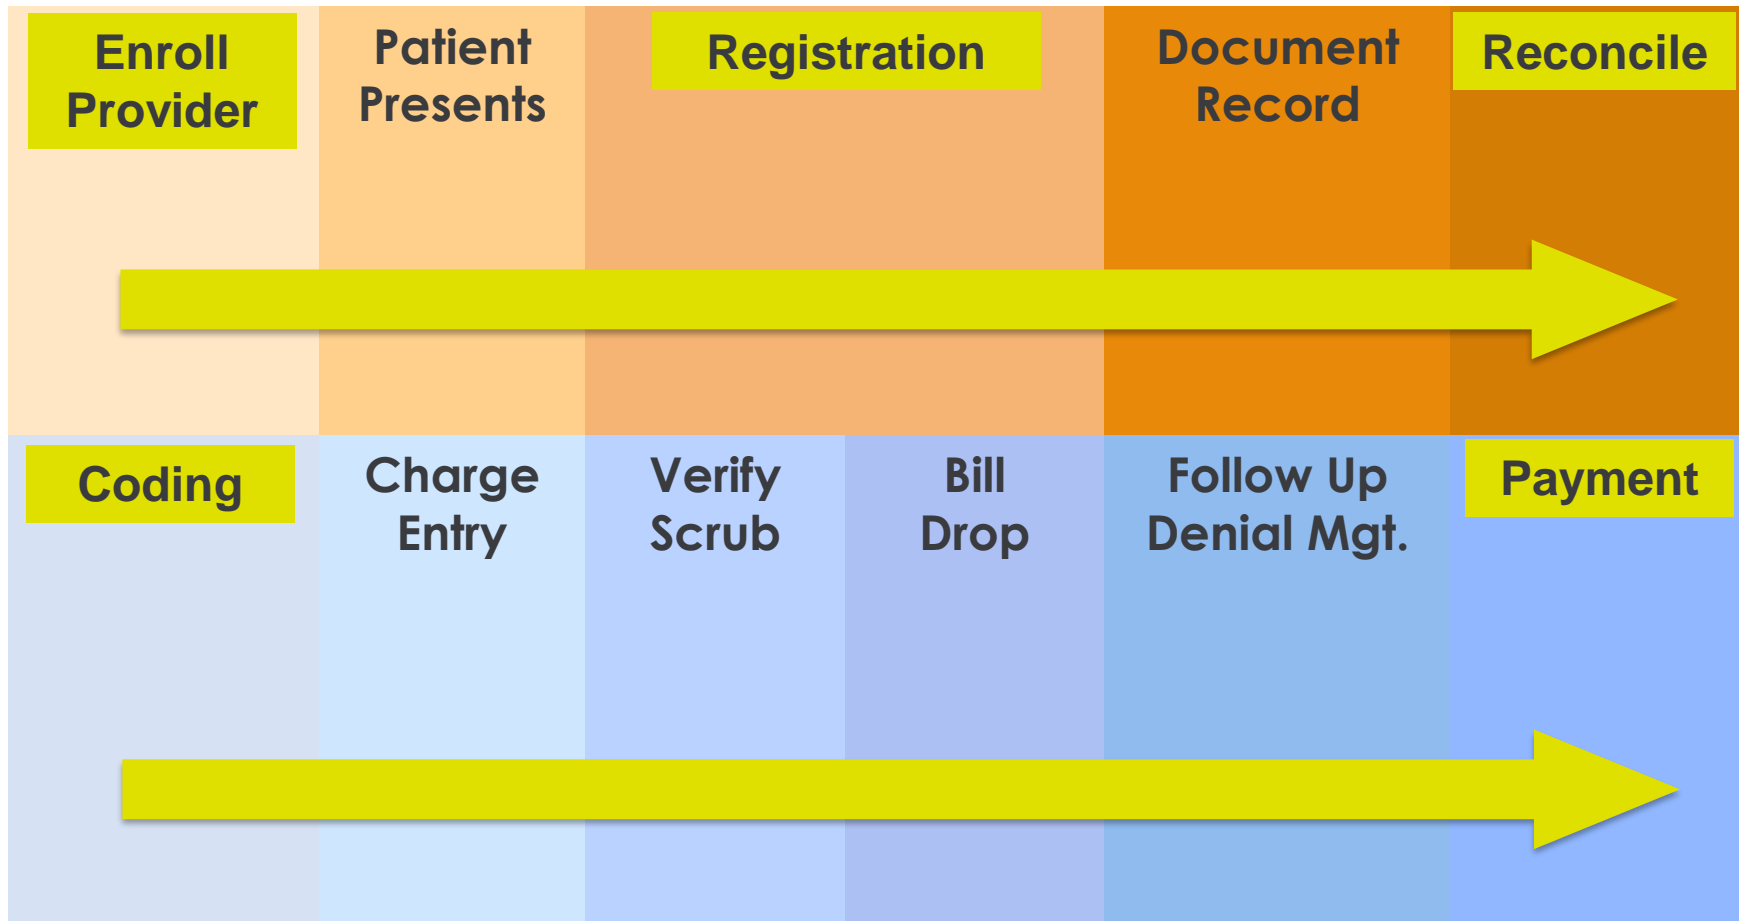 Enroll
Provider
Patient
Presents
Registration
Document
Record
Reconcile
Coding
Charge
Entry
Verify
Scrub
Bill
Drop
Follow Up
Denial Mgt.
Payment